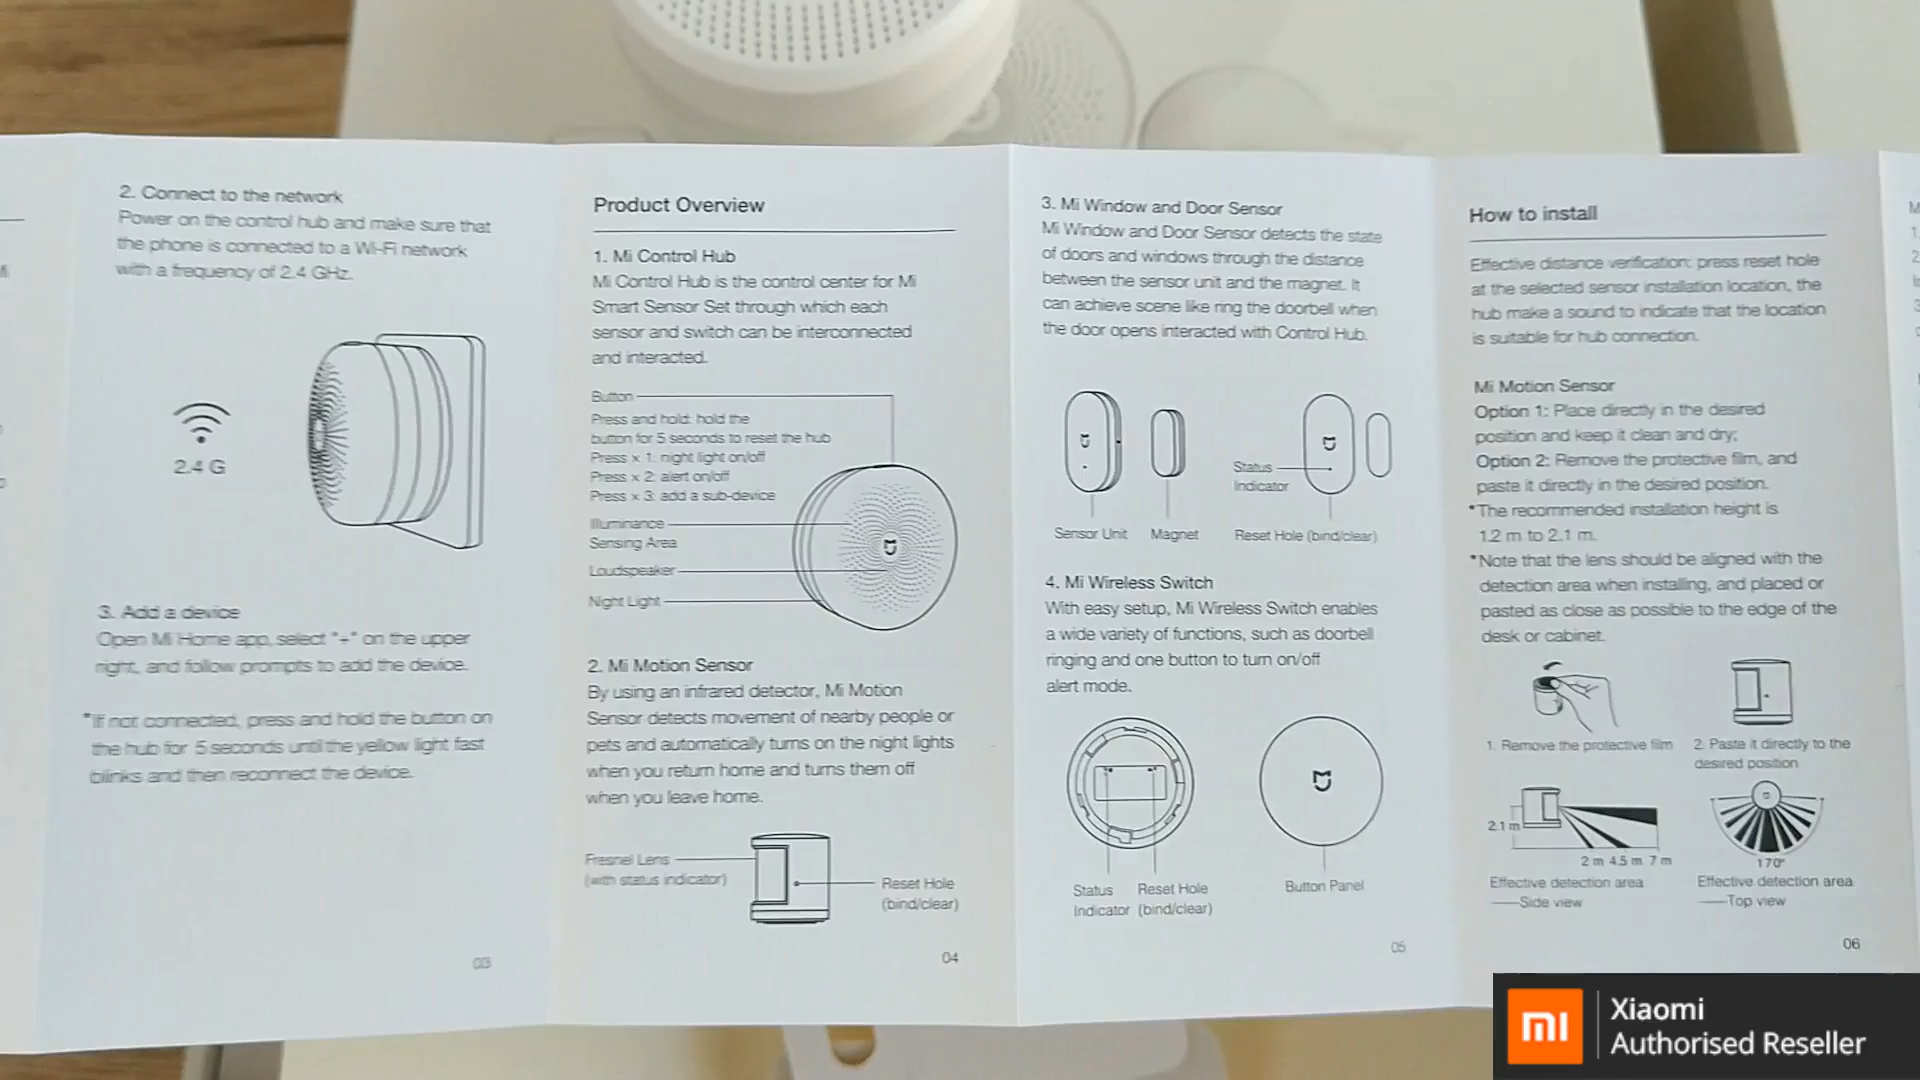 2. Connect to the network
Power on the control hub and make sure that
the phone is connected to a Wi-Fi network
with a frequency of 2.4 GHz.
2.4 G
3. Add a device
Open Mi Home app, select "+" on the upper
right, and follow prompts to add the device.
*If not connected, press and hold the button on
the hub for 5 seconds until the yellow light fast
blinks and then reconnect the device.
03
Product Overview
1. Mi Control Hub
Mi Control Hub is the control center for Mi
Smart Sensor Set through which each
sensor and switch can be interconnected
and interacted.
Button
Press and hold: hold the
button for 5 seconds to reset the hub
Press x 1: night light on/off
Press x 2: alert on/off
Press x 3: add a sub-device
Illuminance
Sensing Area
Loudspeaker
Night Light
2. Mi Motion Sensor
By using an infrared detector, Mi Motion
Sensor detects movement of nearby people or
pets and automatically turns on the night lights
when you return home and turns them off
when you leave home.
Fresnel Lens
(with status indicator)
Reset Hole
(bind/clear)
04
3. Mi Window and Door Sensor
Mi Window and Door Sensor detects the state
of doors and windows through the distance
between the sensor unit and the magnet. It
can achieve scene like ring the doorbell when
the door opens interacted with Control Hub.
Status
Indicator
Sensor Unit
Magnet
Reset Hole (bind/clear)
4. Mi Wireless Switch
With easy setup, Mi Wireless Switch enables
a wide variety of functions, such as doorbell
ringing and one button to turn on/off
alert mode.
Status
Indicator
Reset Hole
(bind/clear)
Button Panel
05
How to install
Effective distance verification: press reset hole
at the selected sensor installation location, the
hub make a sound to indicate that the location
is suitable for hub connection.
Mi Motion Sensor
Option 1: Place directly in the desired
position and keep it clean and dry;
Option 2: Remove the protective film, and
paste it directly in the desired position.
*The recommended installation height is
1.2 m to 2.1 m.
*Note that the lens should be aligned with the
detection area when installing, and placed or
pasted as close as possible to the edge of the
desk or cabinet.
1. Remove the protective film
2. Paste it directly to the
desired position
2.1 m
2 m 4.5 m 7 m
Effective detection area
——Side view
170°
Effective detection area
——Top view
06
mi
Xiaomi
Authorised Reseller